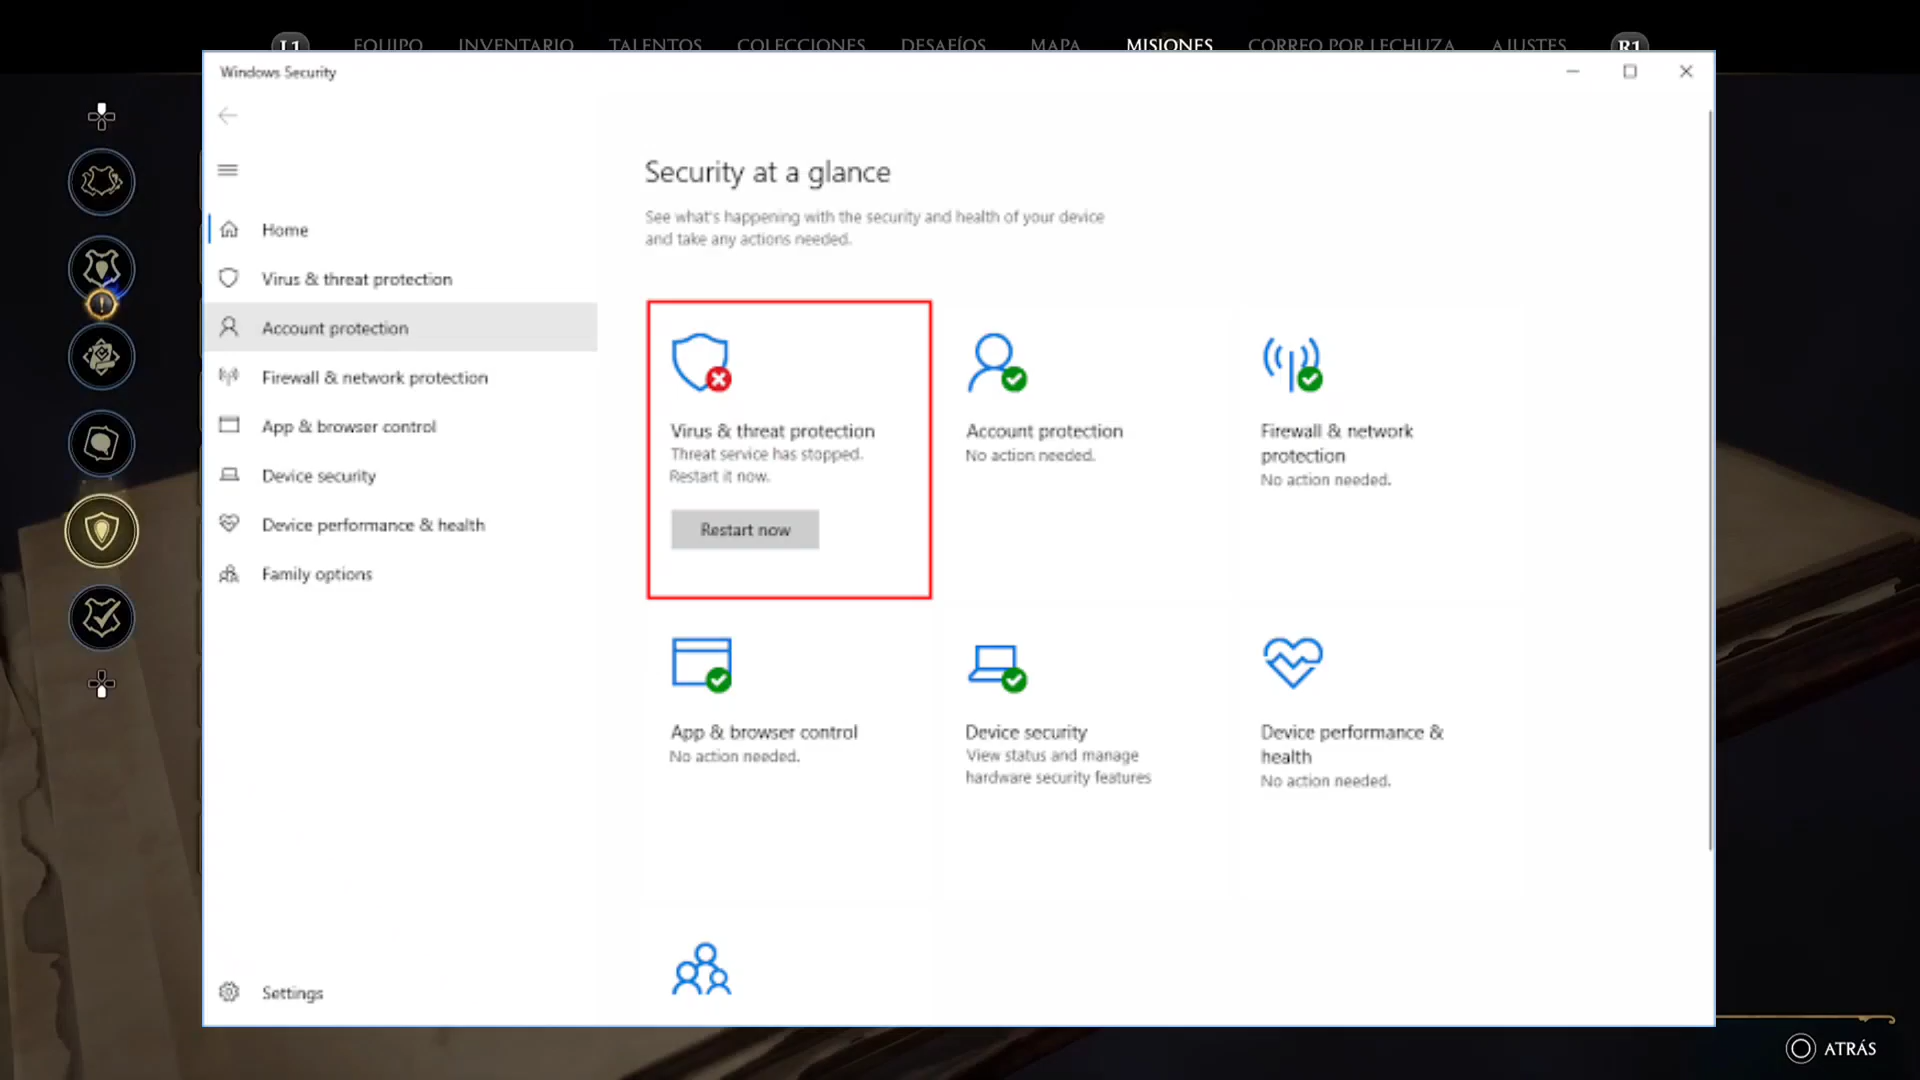 L1 EQUIPO INVENTARIO TALENTOS COLECCIONES DESAFÍOS MAPA MISIONES CORREO POR LECHUZA AJUSTES R1
Windows Security
Security at a glance
See what's happening with the security and health of your device
and take any actions needed.
Home
Virus & threat protection
Account protection
Firewall & network protection
App & browser control
Device security
Device performance & health
Family options
Settings
Virus & threat protection
Threat service has stopped.
Restart it now.
Restart now
Account protection
No action needed.
Firewall & network
protection
No action needed.
App & browser control
No action needed.
Device security
View status and manage
hardware security features
Device performance &
health
No action needed.
ATRÁS